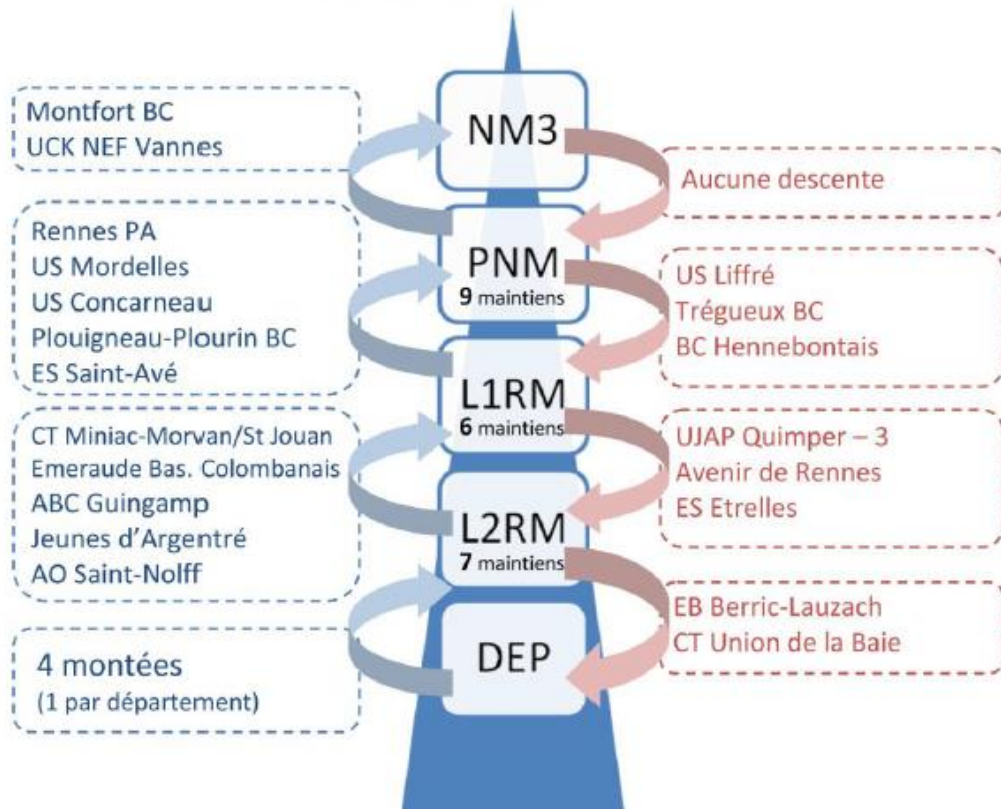 NM3
Montfort BC
UCK NEF Vannes
Aucune descente
PNM
9 maintiens
Rennes PA
US Mordelles
US Concarneau
Plouigneau-Plourin BC
ES Saint-Avé
US Liffré
Trégueux BC
BC Hennebontais
L1RM
6 maintiens
CT Miniac-Morvan/St Jouan
Emeraude Bas. Colombanais
ABC Guingamp
Jeunes d'Argentré
AO Saint-Nolff
UJAP Quimper – 3
Avenir de Rennes
ES Etrelles
L2RM
7 maintiens
EB Berric-Lauzach
CT Union de la Baie
4 montées
(1 par département)
DEP